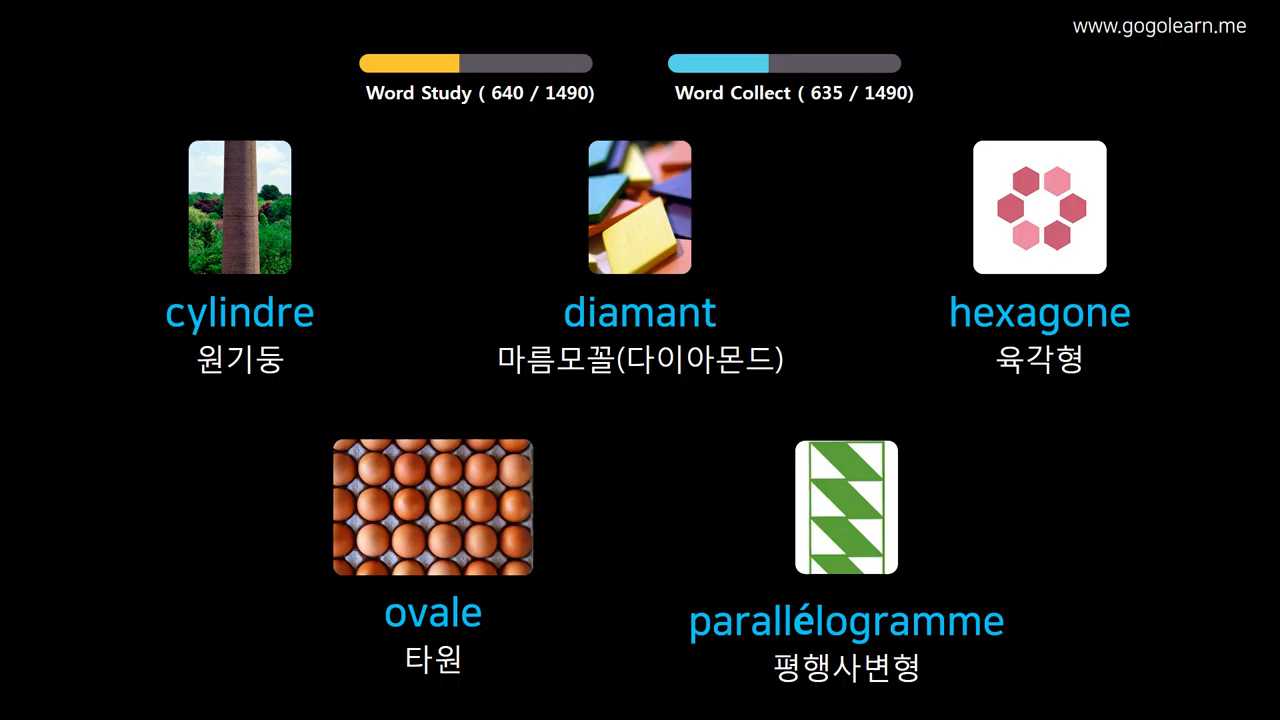 www.gogolearn.me
Word Study ( 640 / 1490)
Word Collect ( 635 / 1490)
cylindre
원기둥
diamant
마름모꼴(다이아몬드)
hexagone
육각형
ovale
타원
parallélogramme
평행사변형